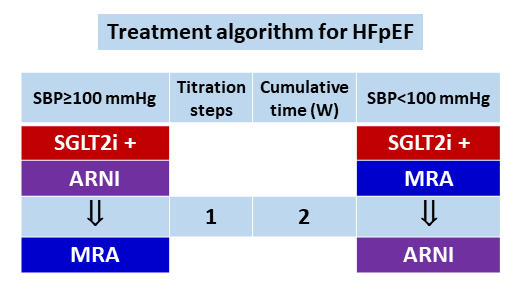 Treatment algorithm for HFpEF
SBP≥100 mmHg
Titration
steps
Cumulative
time (W)
SBP<100 mmHg
SGLT2i +
SGLT2i +
ARNI
MRA
⇓
1
2
⇓
MRA
ARNI